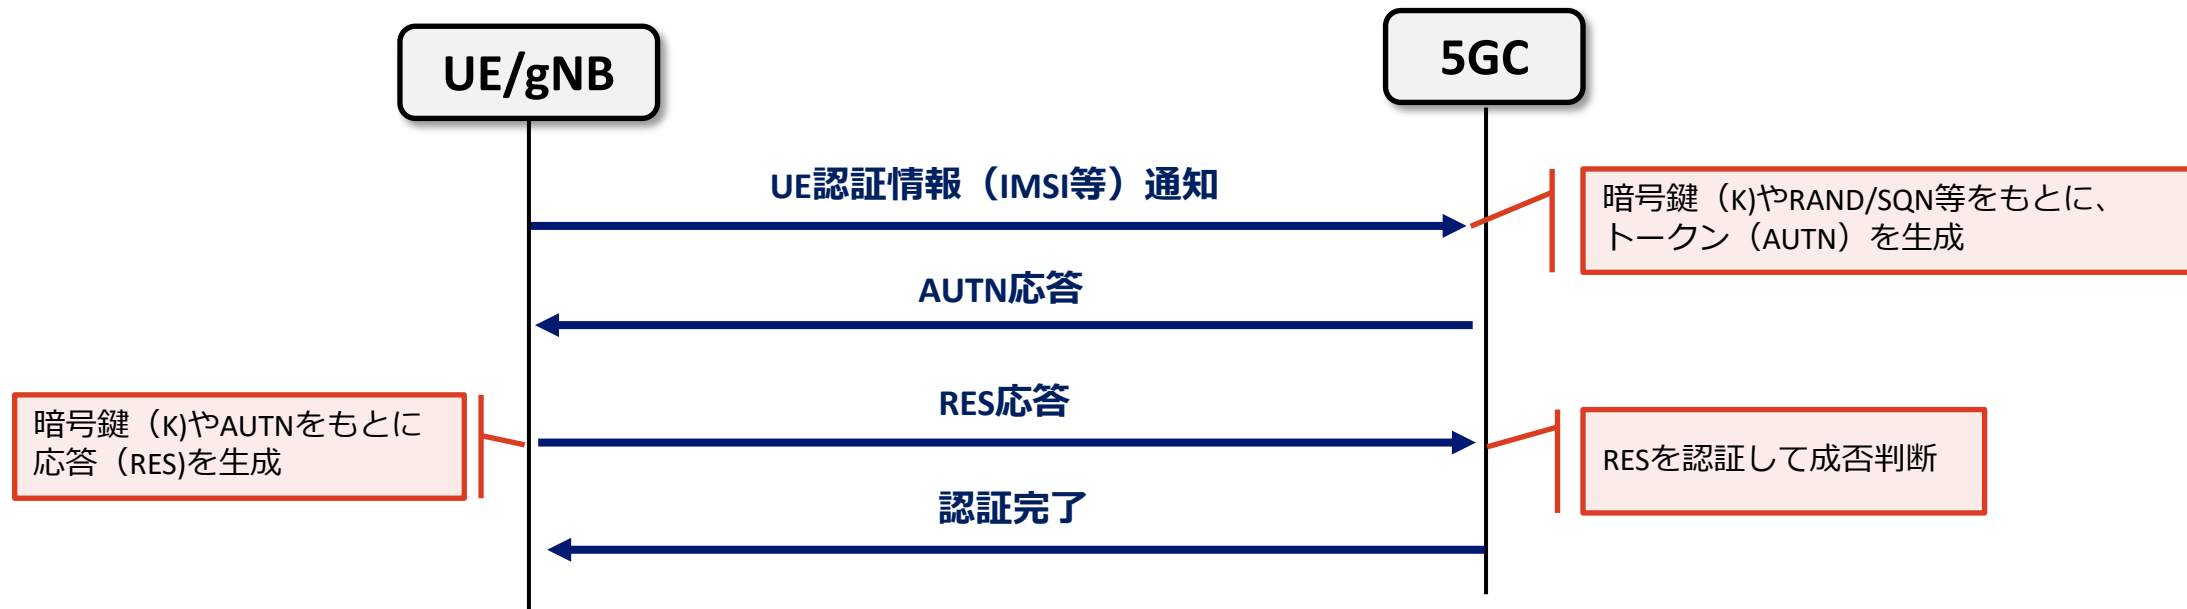 UE/gNB
5GC
UE認証情報（IMSI等）通知
暗号鍵（K)やRAND/SQN等をもとに、
トークン（AUTN）を生成
AUTN応答
RES応答
暗号鍵（K)やAUTNをもとに
応答（RES)を生成
RESを認証して成否判断
認証完了